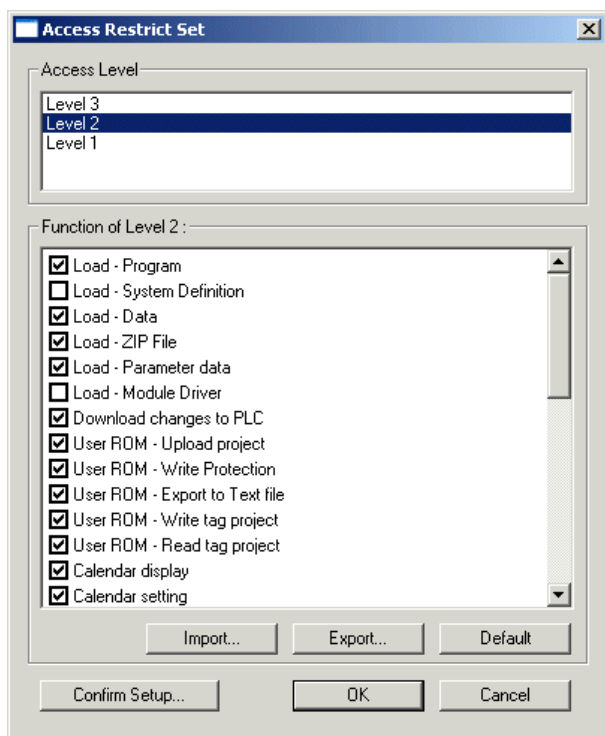 Access Restrict Set
Access Level
Level 3
Level 2
Level 1
Function of Level 2 :
Load - Program
Load - System Definition
Load - Data
Load - ZIP File
Load - Parameter data
Load - Module Driver
Download changes to PLC
User ROM - Upload project
User ROM - Write Protection
User ROM - Export to Text file
User ROM - Write tag project
User ROM - Read tag project
Calendar display
Calendar setting
Import... Export... Default
Confirm Setup... OK Cancel